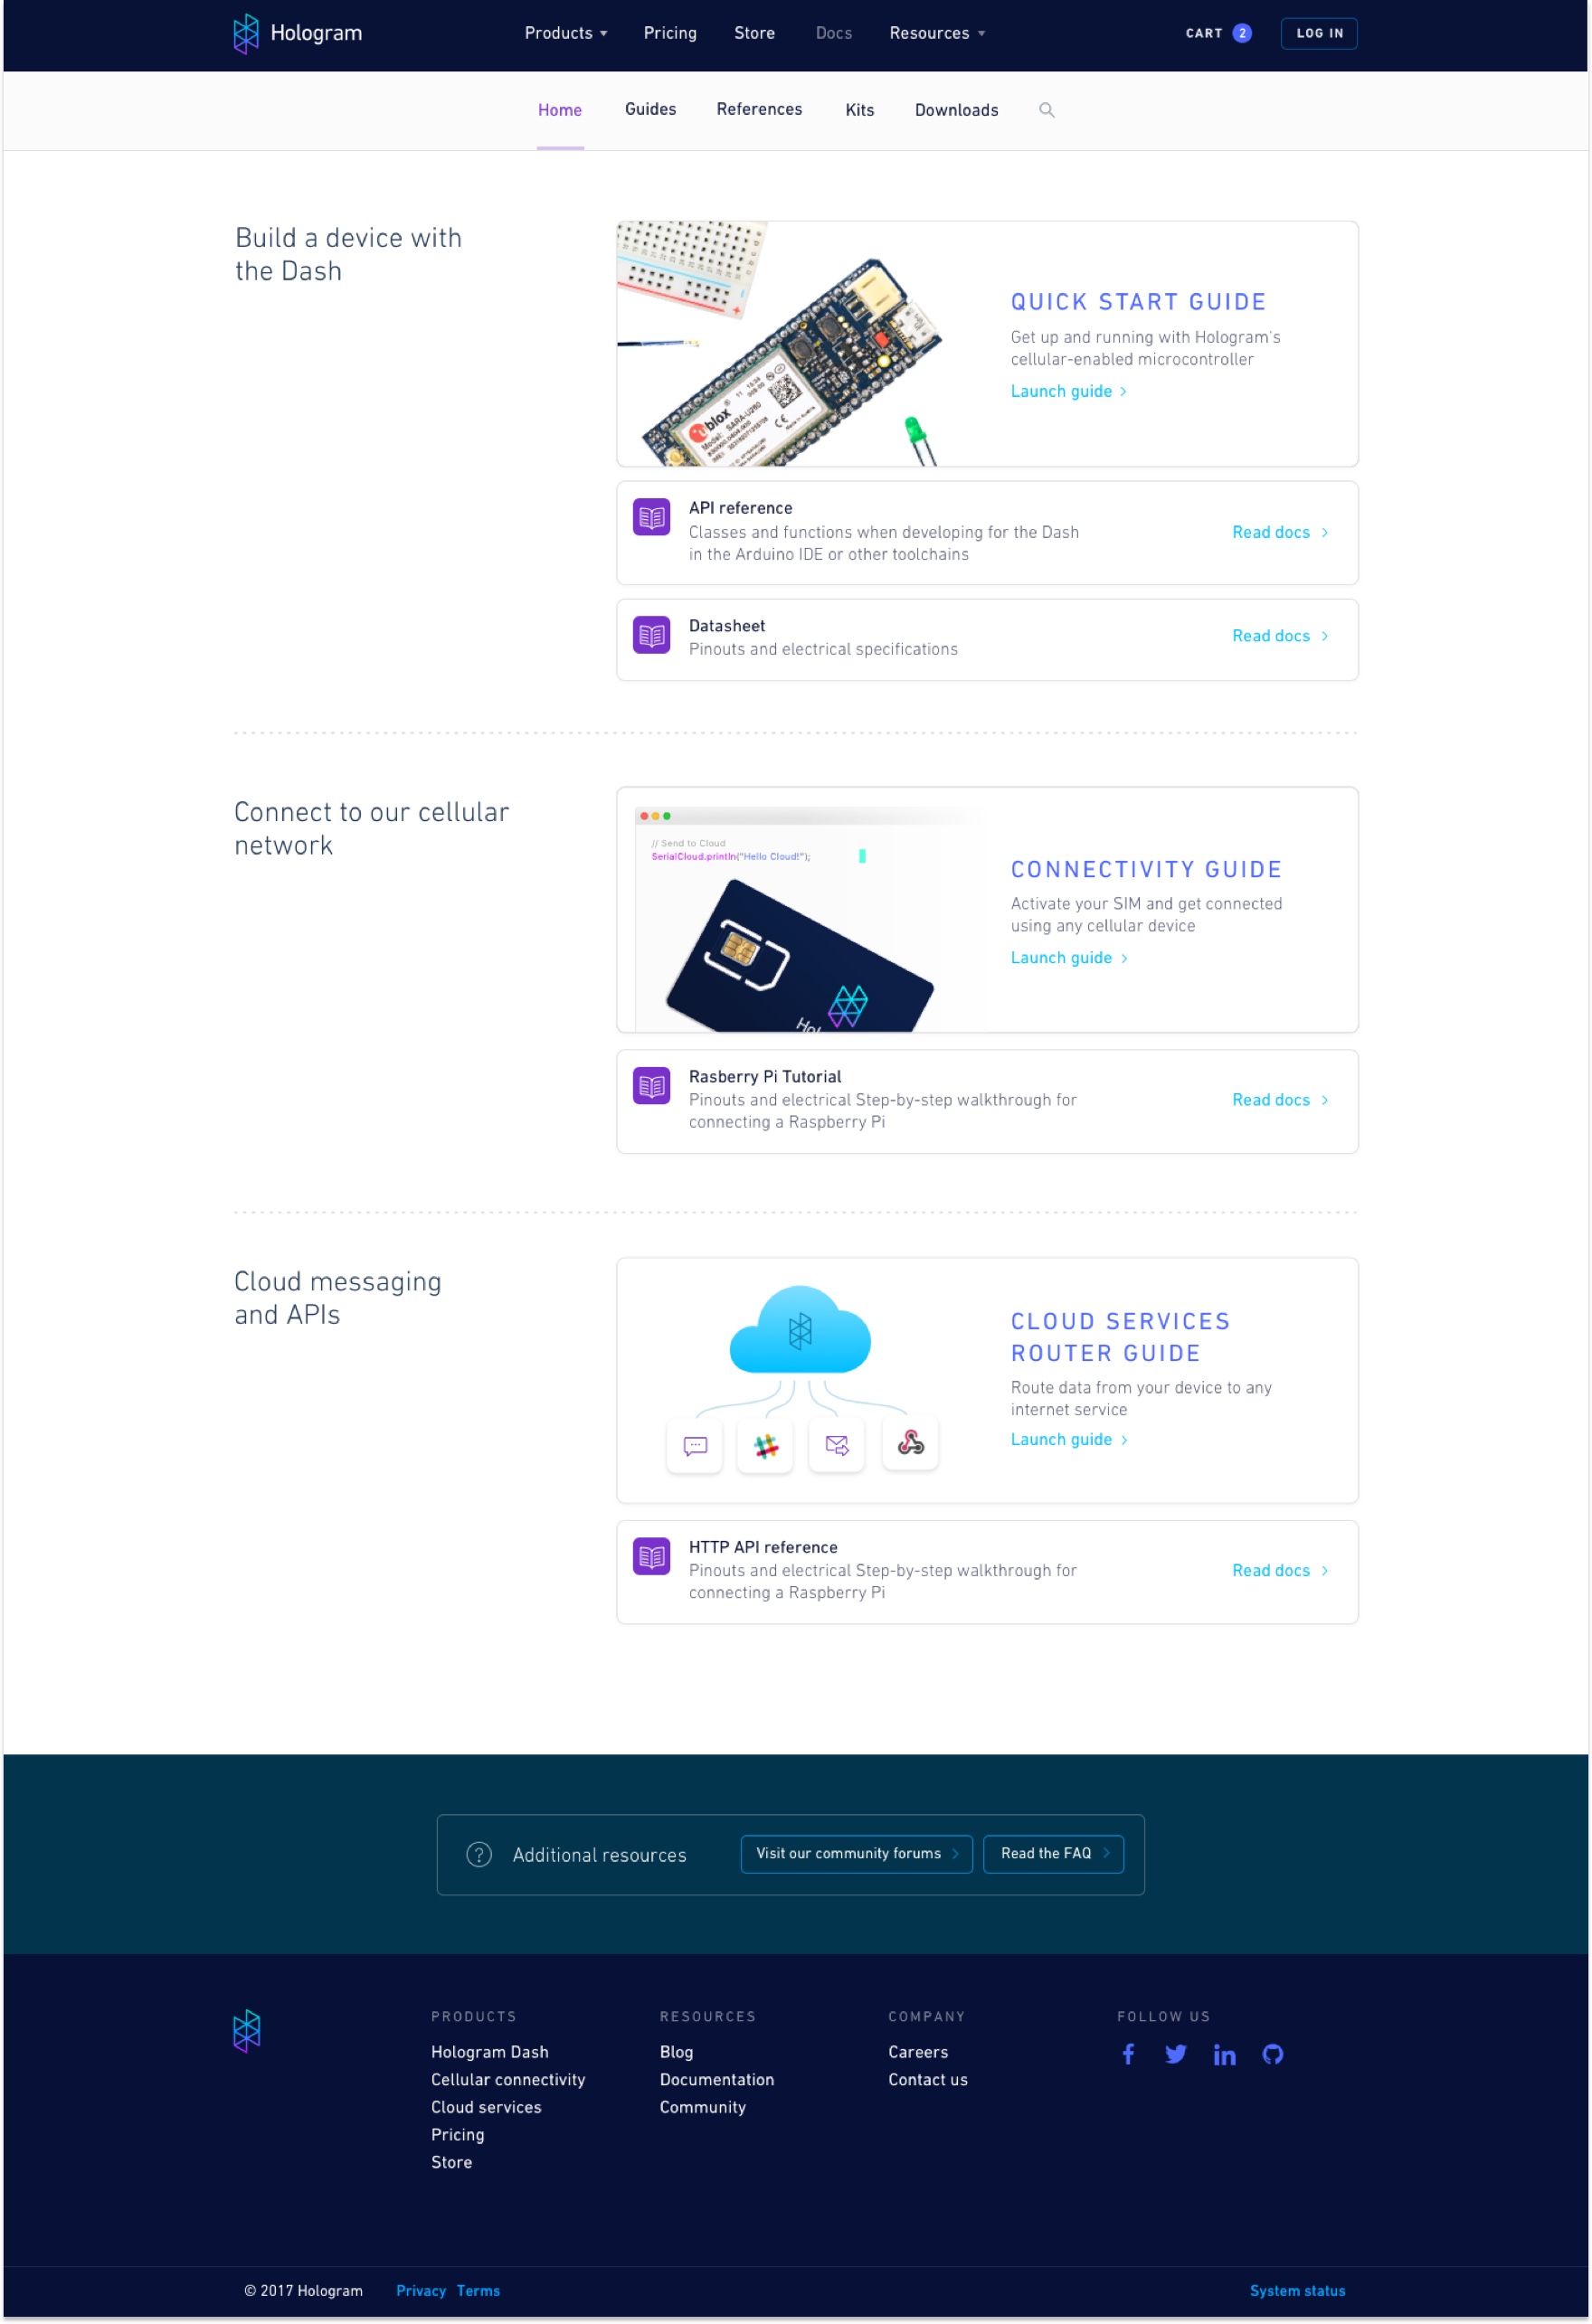 Hologram
Products
Pricing
Store
Docs
Resources
CART 2
LOG IN
Home
Guides
References
Kits
Downloads
Build a device with
the Dash
blox
Model: SARA-U260
QUICK START GUIDE
Get up and running with Hologram's
cellular-enabled microcontroller
Launch guide
API reference
Classes and functions when developing for the Dash
in the Arduino IDE or other toolchains
Read docs
Datasheet
Pinouts and electrical specifications
Read docs
Connect to our cellular
network
// Send to Cloud
SerialCloud.println("Hello Cloud!");
Hol
CONNECTIVITY GUIDE
Activate your SIM and get connected
using any cellular device
Launch guide
Rasberry Pi Tutorial
Pinouts and electrical Step-by-step walkthrough for
connecting a Raspberry Pi
Read docs
Cloud messaging
and APIs
CLOUD SERVICES
ROUTER GUIDE
Route data from your device to any
internet service
Launch guide
HTTP API reference
Pinouts and electrical Step-by-step walkthrough for
connecting a Raspberry Pi
Read docs
? Additional resources
Visit our community forums
Read the FAQ
PRODUCTS
Hologram Dash
Cellular connectivity
Cloud services
Pricing
Store
RESOURCES
Blog
Documentation
Community
COMPANY
Careers
Contact us
FOLLOW US
© 2017 Hologram
Privacy
Terms
System status